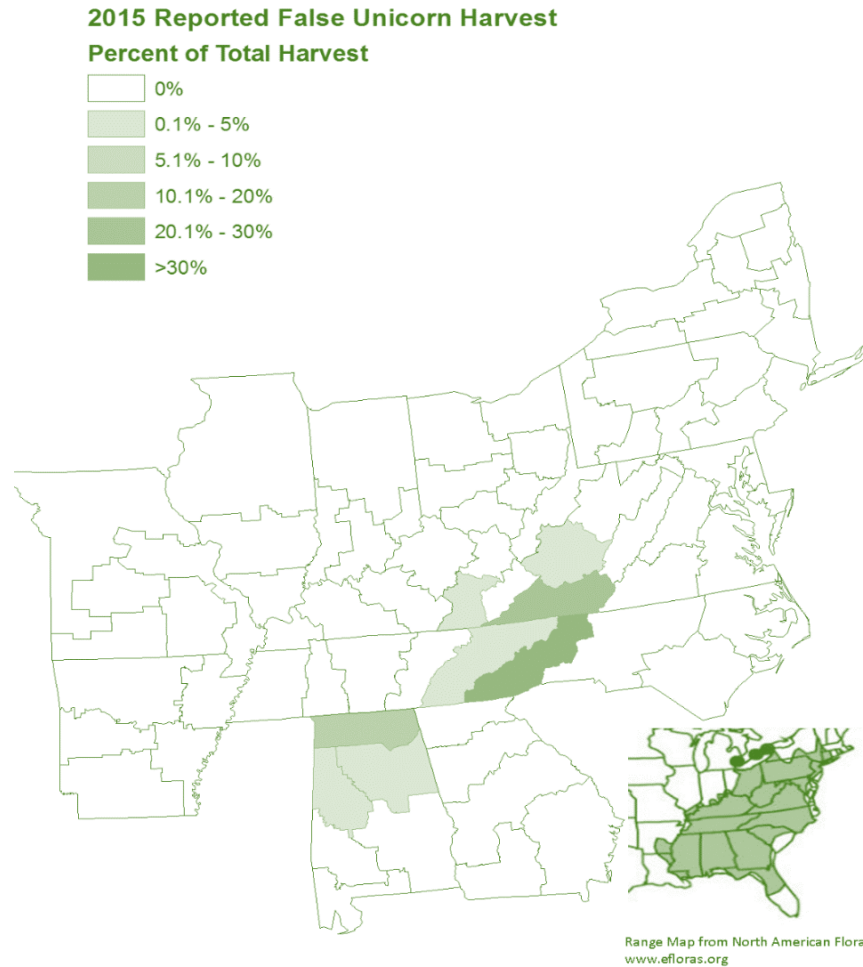 2015 Reported False Unicorn Harvest
Percent of Total Harvest
0%
0.1% - 5%
5.1% - 10%
10.1% - 20%
20.1% - 30%
>30%
Range Map from North American Flora
www.efloras.org